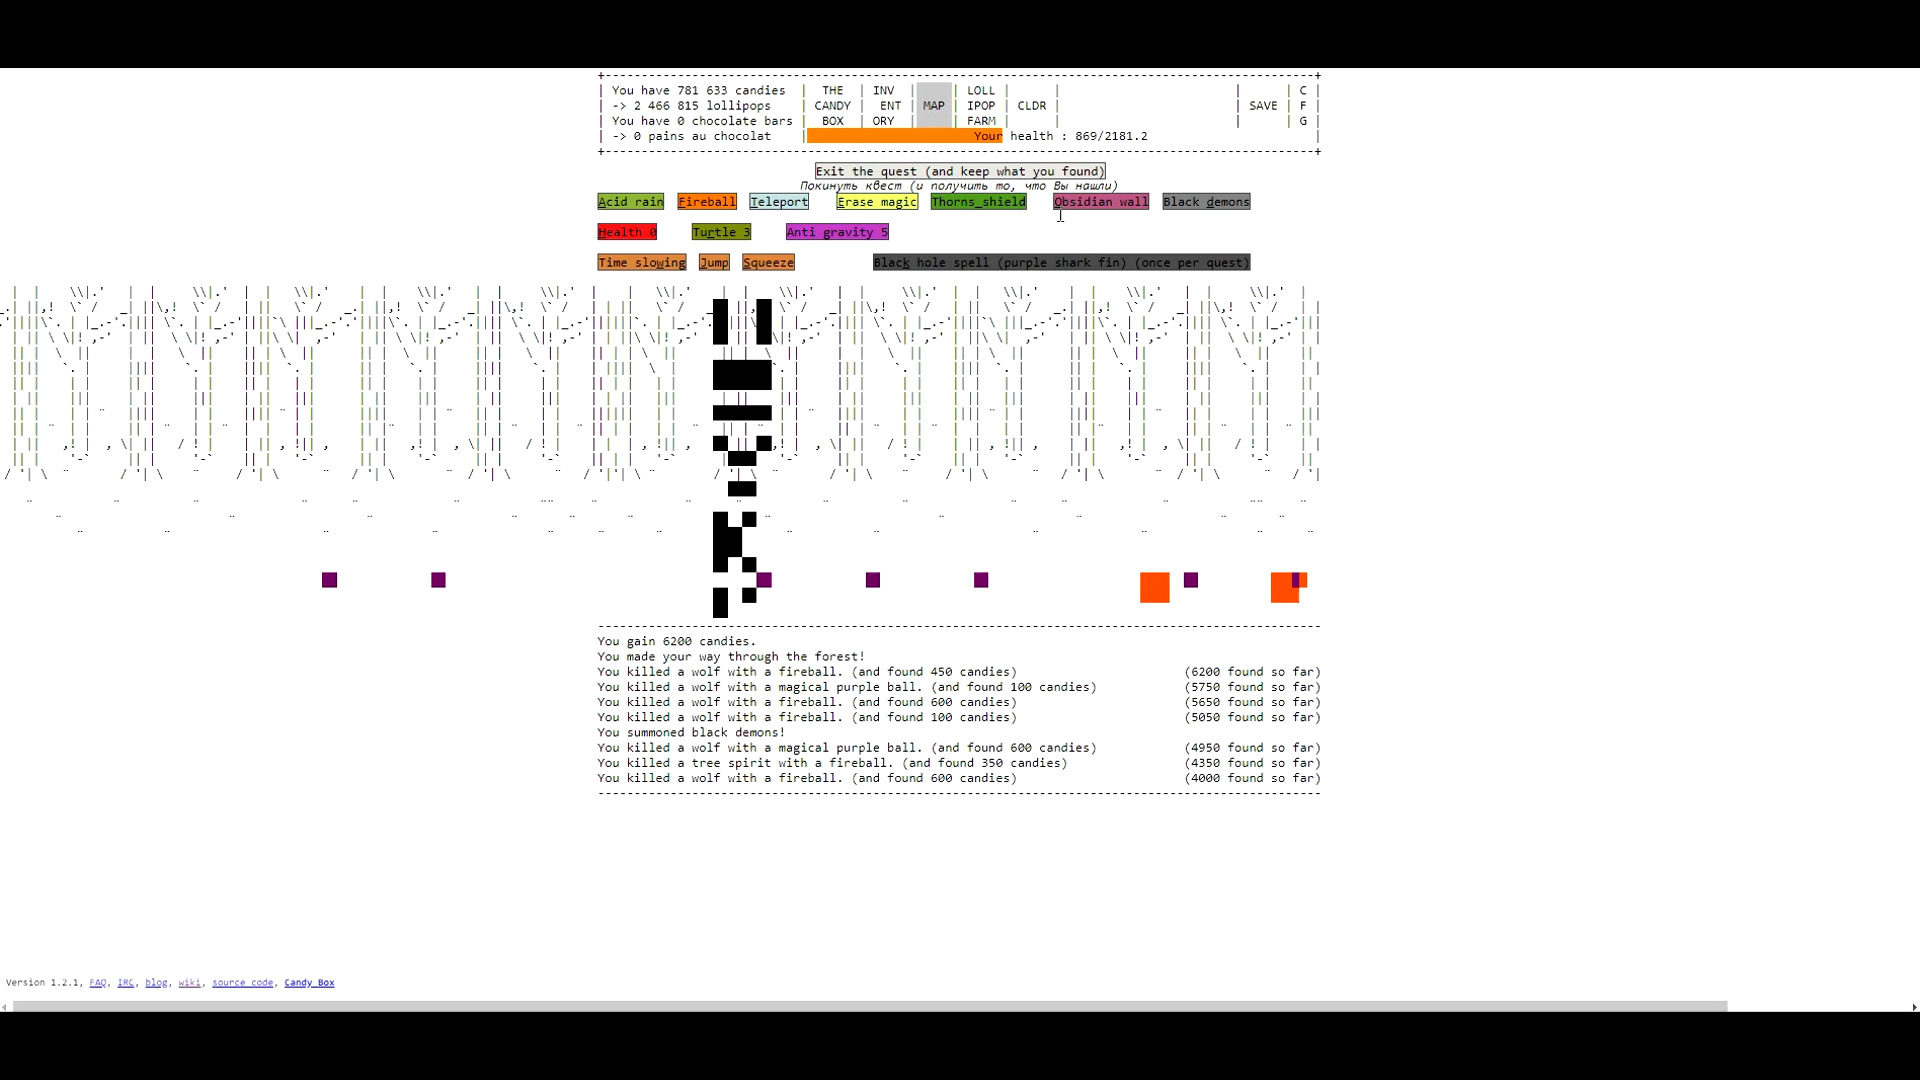 You have 781 633 candies
-> 2 466 815 lollipops
You have 0 chocolate bars
-> 0 pains au chocolat
THE CANDY BOX
INV ENT ORY
MAP
LOLL IPOP FARM
CLDR
SAVE
C F G
Your health : 869/2181.2
Exit the quest (and keep what you found)
Покинуть квест (и получить то, что Вы нашли)
Acid rain Fireball Teleport Erase magic Thorns_shield Obsidian wall Black demons
Health 0 Turtle 3 Anti gravity 5
Time slowing Jump Squeeze Black hole spell (purple shark fin) (once per quest)
You gain 6200 candies.
You made your way through the forest!
You killed a wolf with a fireball. (and found 450 candies) (6200 found so far)
You killed a wolf with a magical purple ball. (and found 100 candies) (5750 found so far)
You killed a wolf with a fireball. (and found 600 candies) (5650 found so far)
You killed a wolf with a fireball. (and found 100 candies) (5050 found so far)
You summoned black demons!
You killed a wolf with a magical purple ball. (and found 600 candies) (4950 found so far)
You killed a tree spirit with a fireball. (and found 350 candies) (4350 found so far)
You killed a wolf with a fireball. (and found 600 candies) (4000 found so far)
Version 1.2.1, FAQ, IRC, blog, wiki, source code, Candy Box